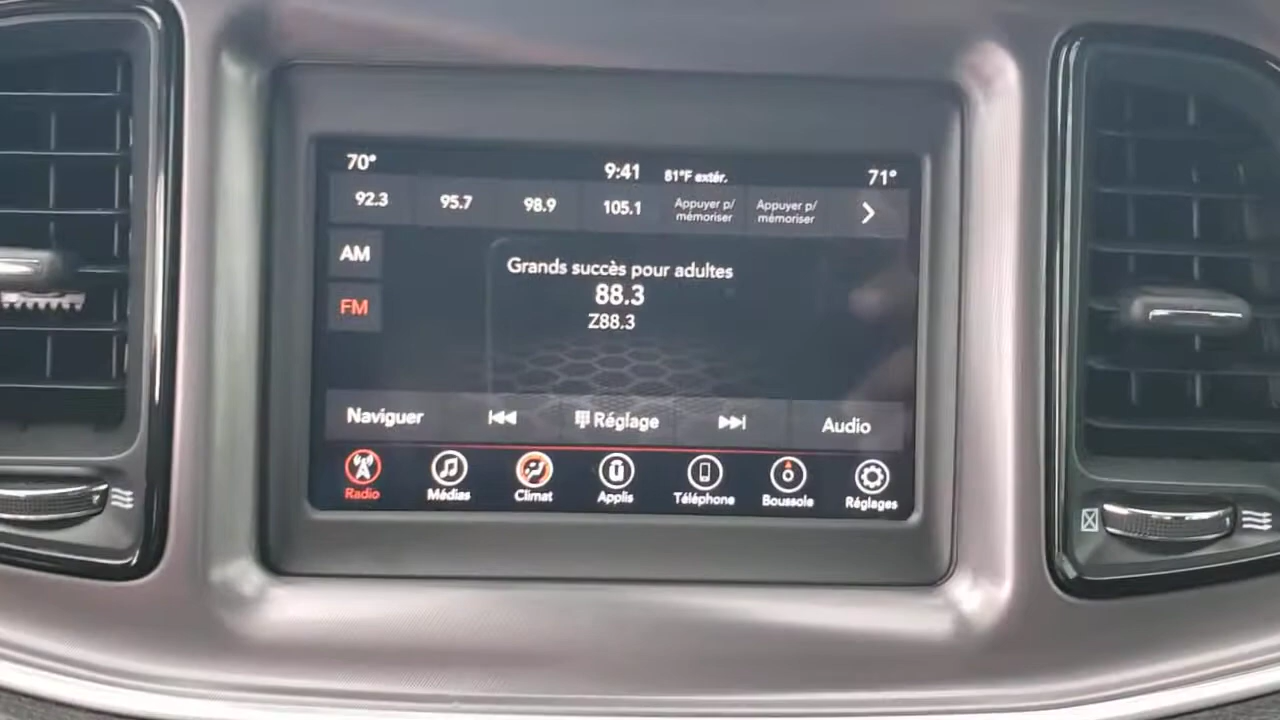 70° 9:41 81°F extér. 71°
92.3 95.7 98.9 105.1 Appuyer p/ mémoriser Appuyer p/ mémoriser
AM
Grands succès pour adultes
88.3
FM
Z88.3
Naviguer Réglage Audio
Radio Médias Climat Applis Téléphone Boussole Réglages